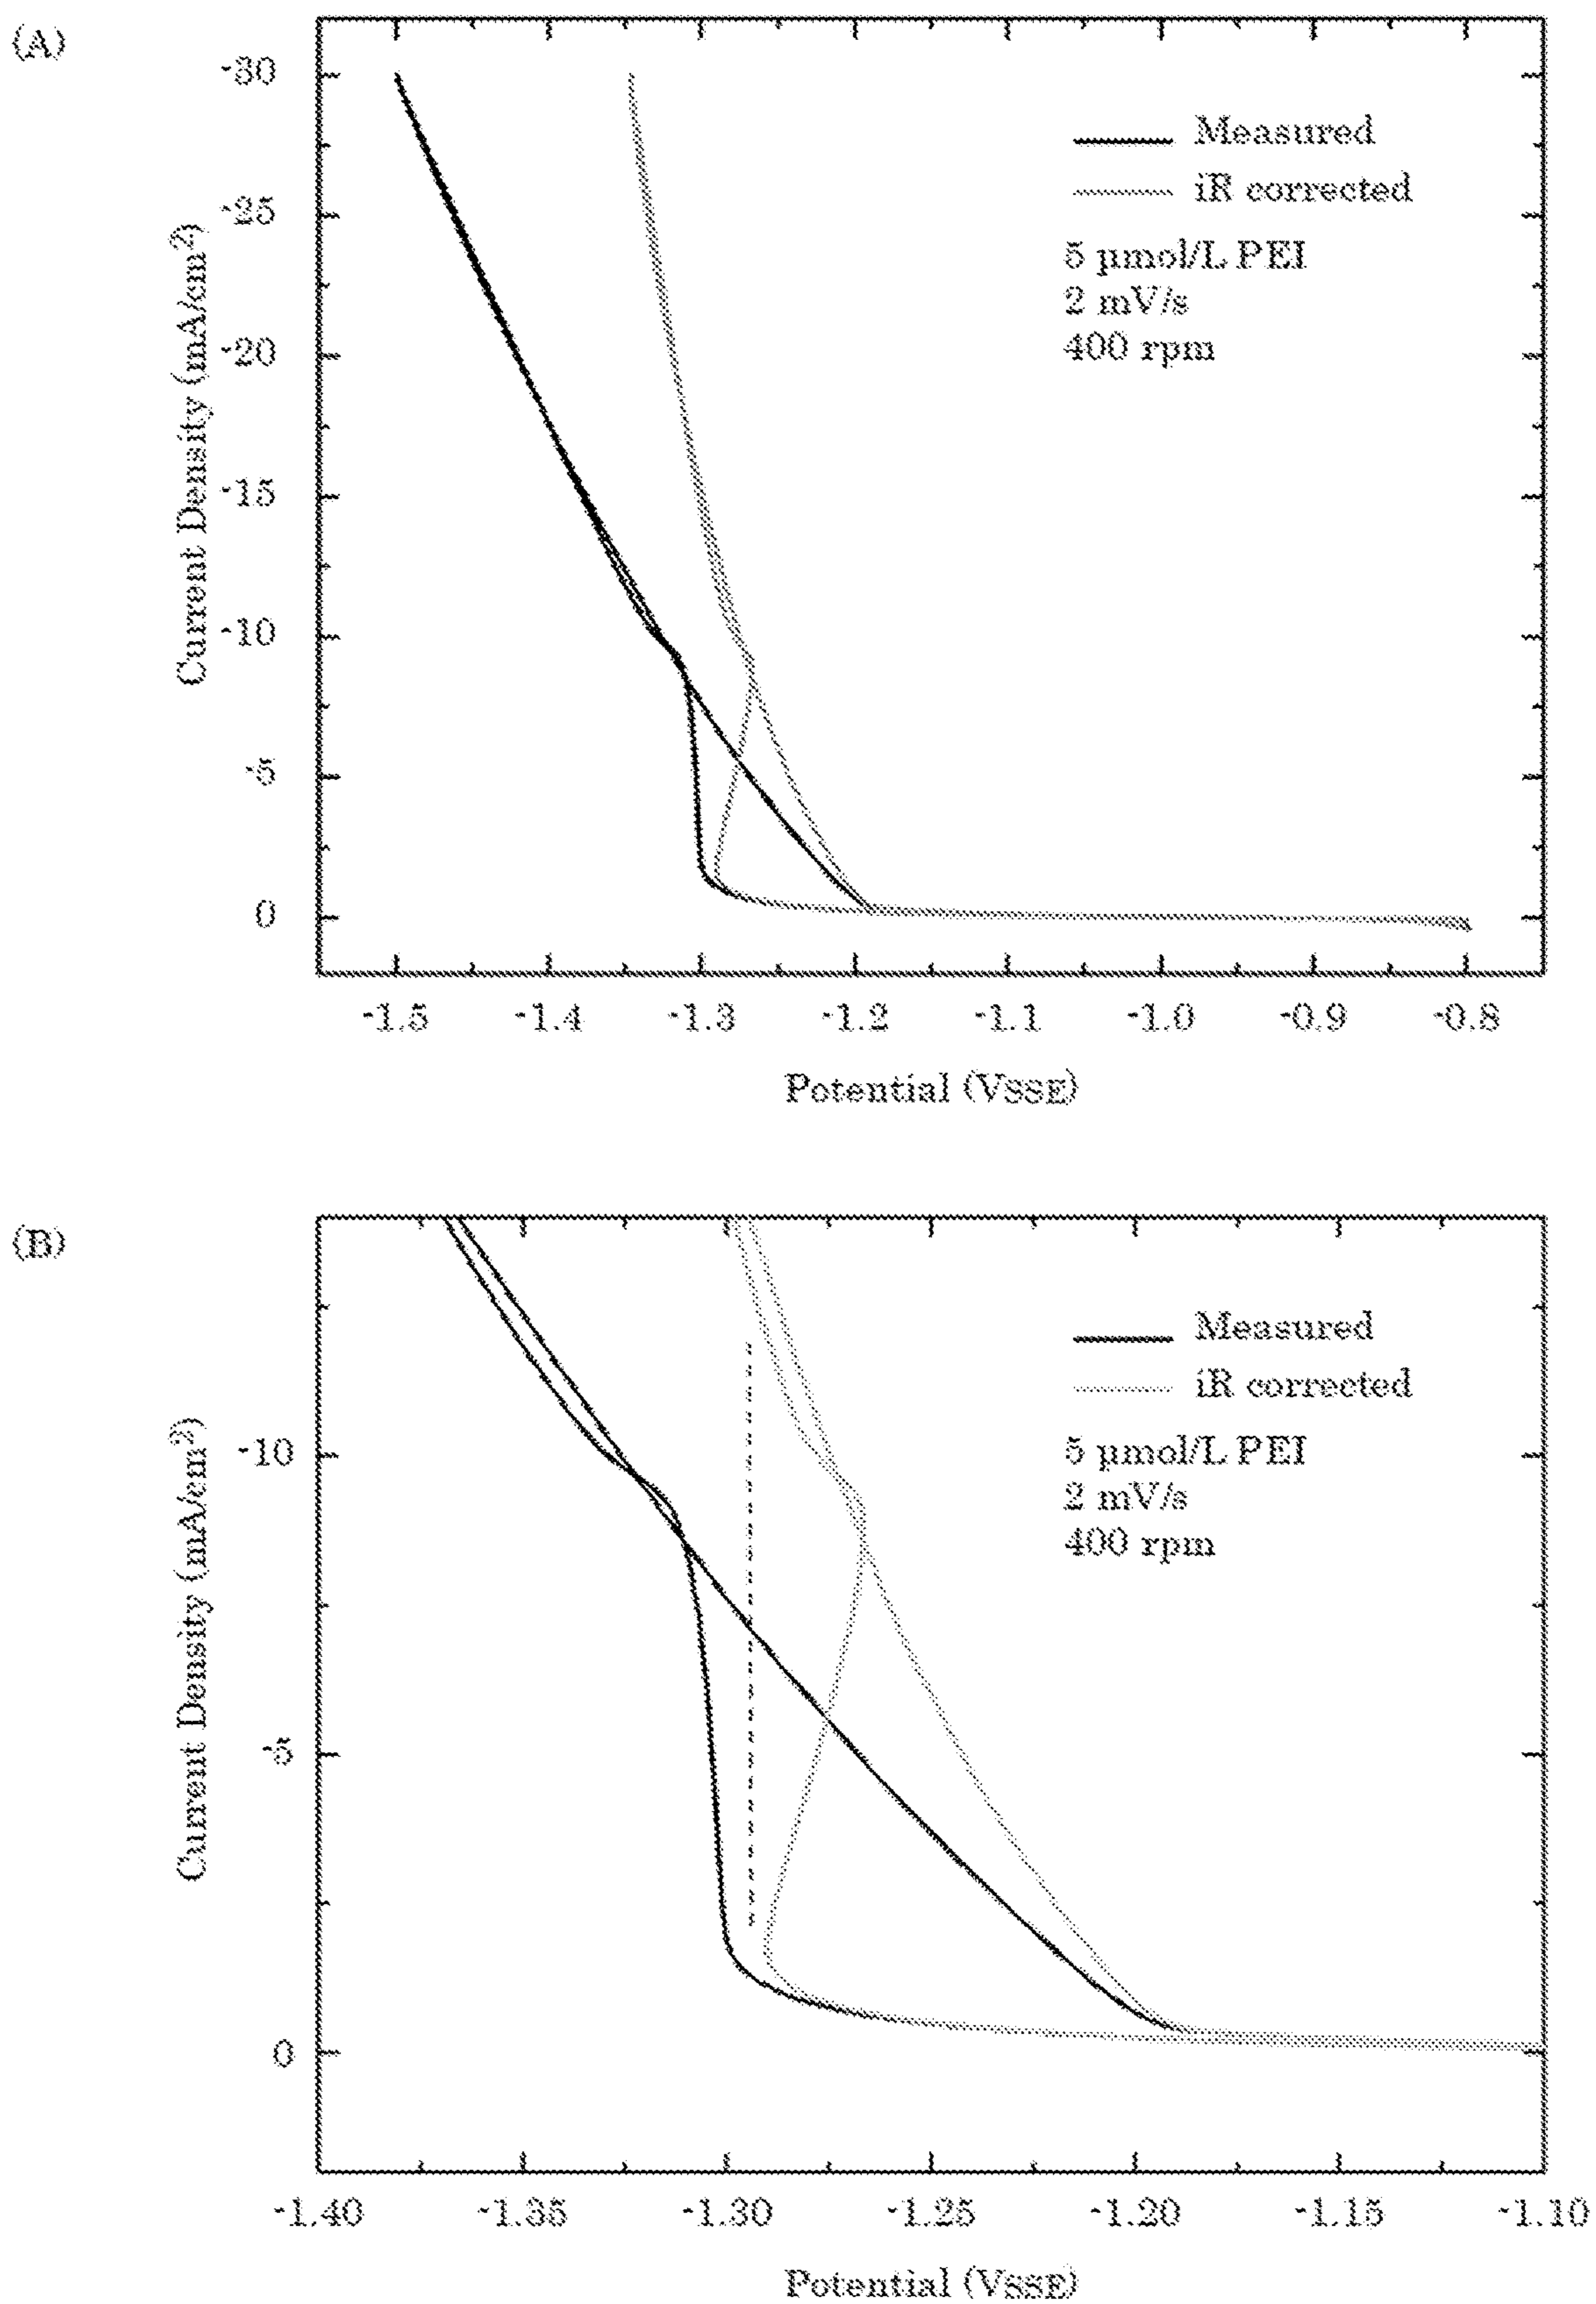 (A)
-30
-25
-20
-15
-10
-5
0
Current Density (mA/cm²)
Measured
iR corrected
5 µmol/L PEI
2 mV/s
400 rpm
-1.5 -1.4 -1.3 -1.2 -1.1 -1.0 -0.9 -0.8
Potential (VSSE)
(B)
-10
-5
0
Current Density (mA/cm²)
Measured
iR corrected
5 µmol/L PEI
2 mV/s
400 rpm
-1.40 -1.35 -1.30 -1.25 -1.20 -1.15 -1.10
Potential (VSSE)